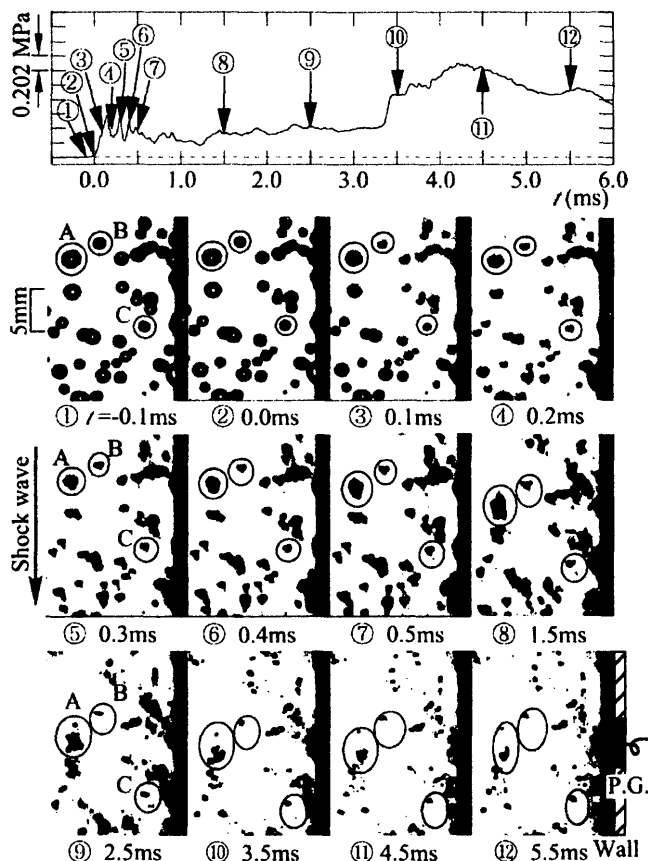 0.202 MPa
① ② ③ ④ ⑤ ⑥ ⑦ ⑧ ⑨ ⑩ ⑪ ⑫
0.0 1.0 2.0 3.0 4.0 5.0 6.0
t (ms)
A B
C
5mm
① t=-0.1ms ② 0.0ms ③ 0.1ms ④ 0.2ms
A B
C
Shock wave
⑤ 0.3ms ⑥ 0.4ms ⑦ 0.5ms ⑧ 1.5ms
A B
C
P.G.
⑨ 2.5ms ⑩ 3.5ms ⑪ 4.5ms ⑫ 5.5ms Wall